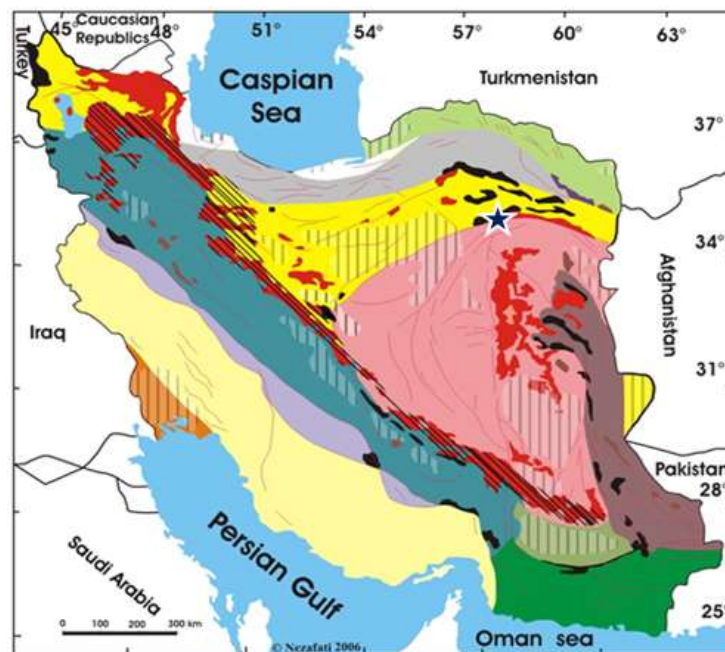 45°
48°
51°
54°
57°
60°
63°
Caucasian
Republics
Turkey
Caspian
Sea
Turkmenistan
37°
34°
Afghanistan
Iraq
31°
Pakistan
28°
Persian Gulf
Saudi Arabia
0 100 200 300 km
25°
© Nezafati 2006
Oman sea